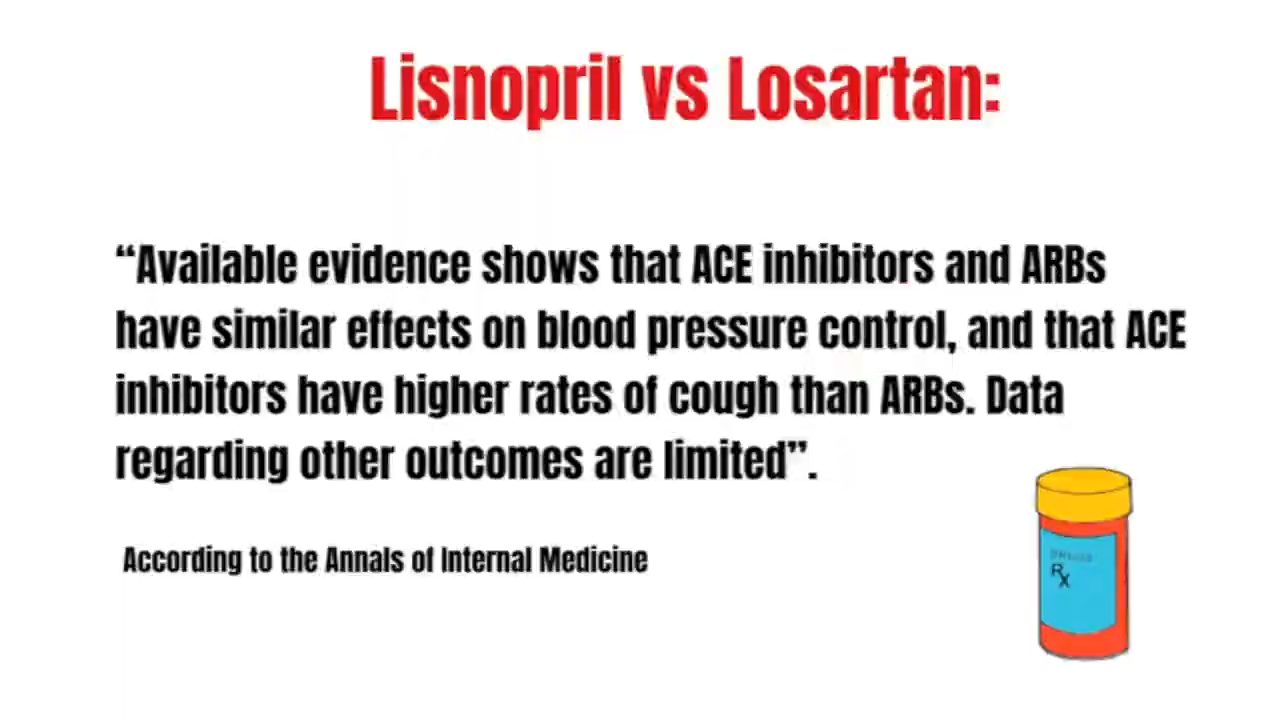 Lisnopril vs Losartan:
“Available evidence shows that ACE inhibitors and ARBs
have similar effects on blood pressure control, and that ACE
inhibitors have higher rates of cough than ARBs. Data
regarding other outcomes are limited”.
According to the Annals of Internal Medicine
Rx